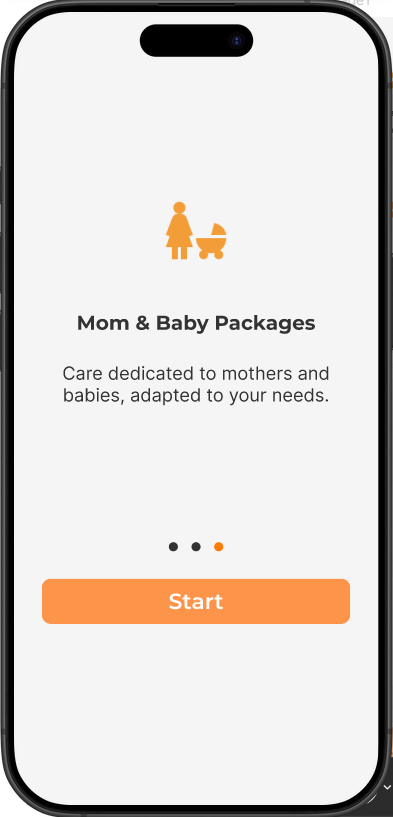 Mom & Baby Packages
Care dedicated to mothers and
babies, adapted to your needs.
Start